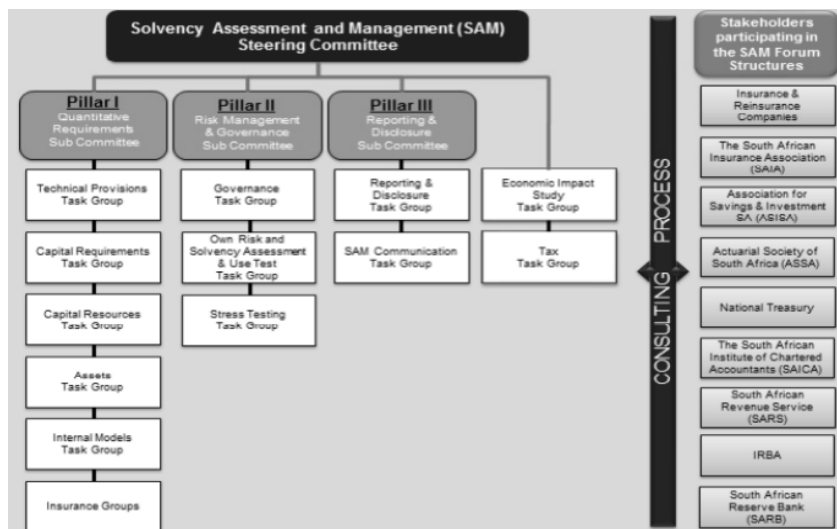 Solvency Assessment and Management (SAM)
Steering Committee
Pillar I
Quantitative
Requirements
Sub Committee
Technical Provisions
Task Group
Capital Requirements
Task Group
Capital Resources
Task Group
Assets
Task Group
Internal Models
Task Group
Insurance Groups
Pillar II
Risk Management
& Governance
Sub Committee
Governance
Task Group
Own Risk and
Solvency Assessment
& Use Test
Task Group
Stress Testing
Task Group
Pillar III
Reporting &
Disclosure
Sub Committee
Reporting &
Disclosure
Task Group
SAM Communication
Task Group
Economic Impact
Study
Task Group
Tax
Task Group
CONSULTING PROCESS
Stakeholders
participating in
the SAM Forum
Structures
Insurance &
Reinsurance
Companies
The South African
Insurance Association
(SAIA)
Association for
Savings & Investment
SA (ASISA)
Actuarial Society of
South Africa (ASSA)
National Treasury
The South African
Institute of Chartered
Accountants (SAICA)
South African
Revenue Service
(SARS)
IRBA
South African
Reserve Bank
(SARB)